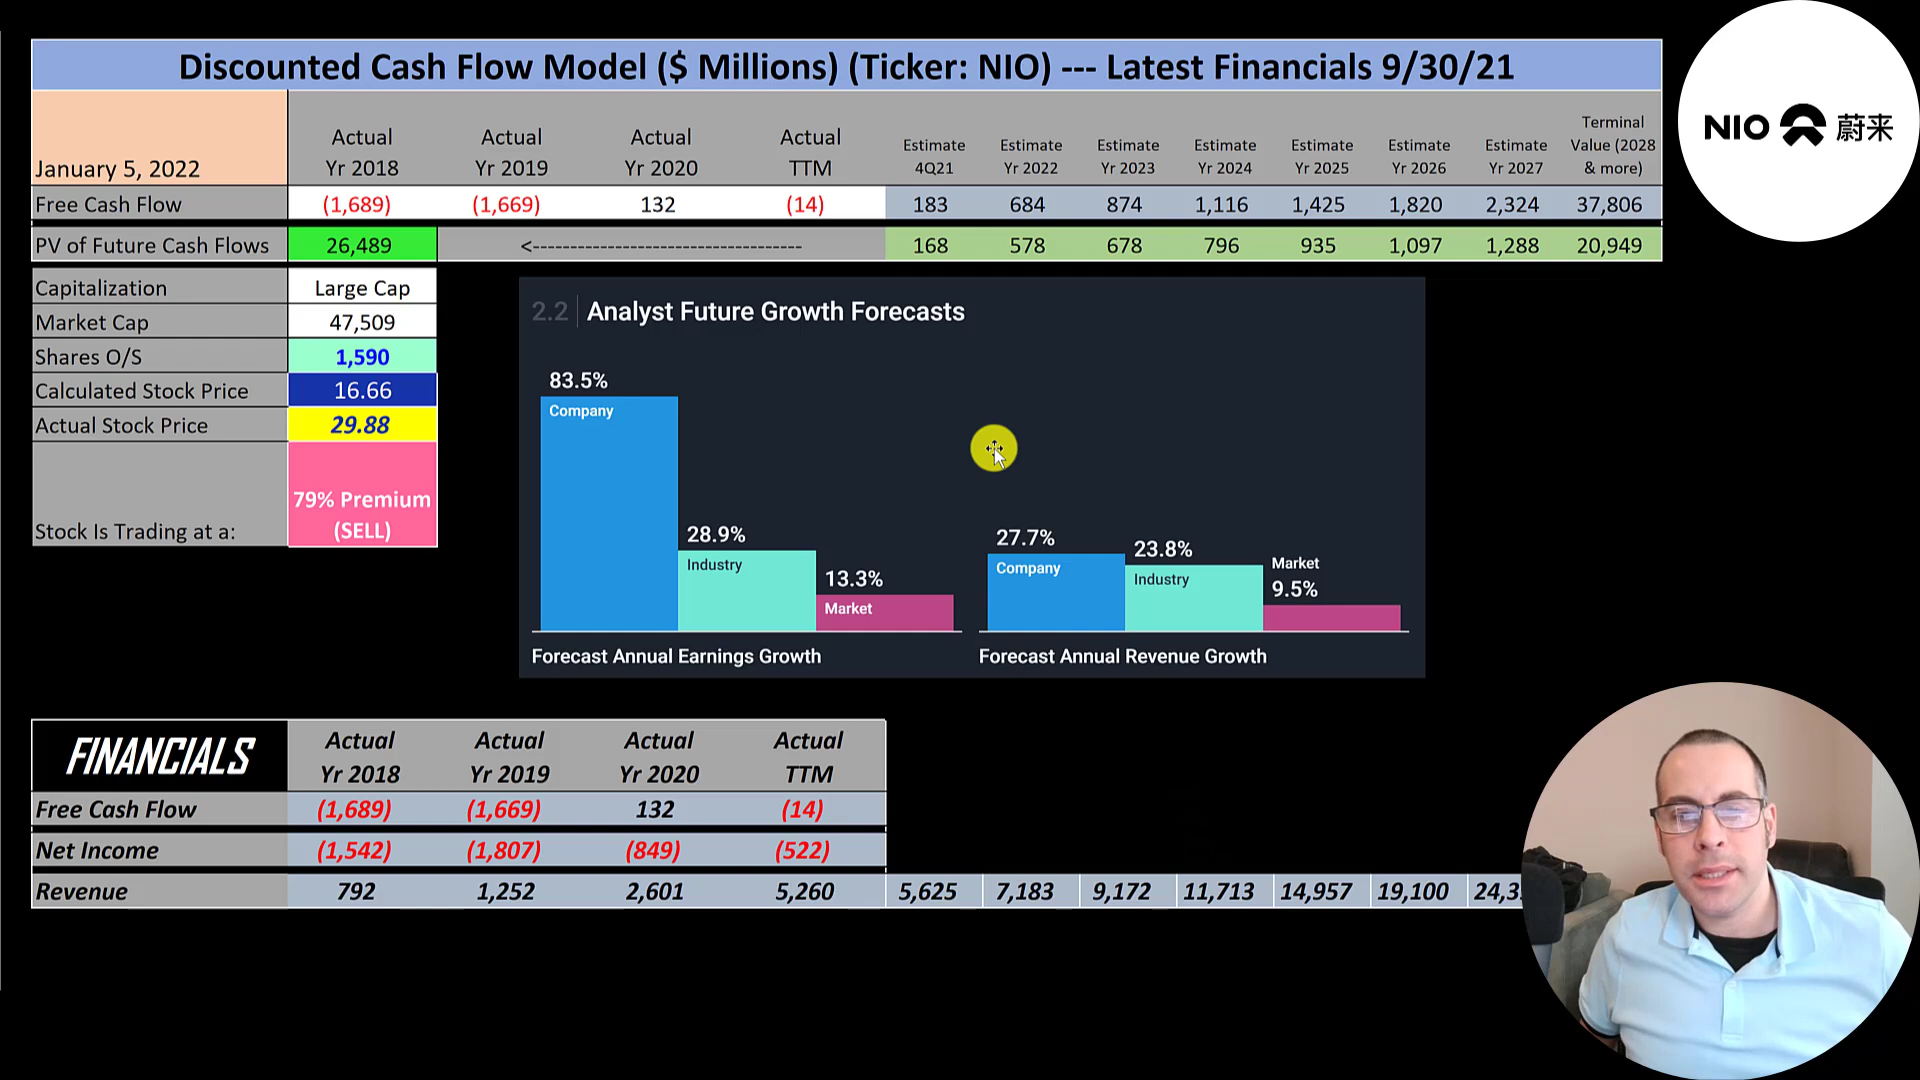 Discounted Cash Flow Model ($ Millions) (Ticker: NIO) --- Latest Financials 9/30/21
NIO 蔚来
January 5, 2022 Actual Yr 2018 Actual Yr 2019 Actual Yr 2020 Actual TTM Estimate 4Q21 Estimate Yr 2022 Estimate Yr 2023 Estimate Yr 2024 Estimate Yr 2025 Estimate Yr 2026 Estimate Yr 2027 Terminal Value (2028 & more)
Free Cash Flow (1,689) (1,669) 132 (14) 183 684 874 1,116 1,425 1,820 2,324 37,806
PV of Future Cash Flows 26,489 <----------------------------------- 168 578 678 796 935 1,097 1,288 20,949
Capitalization Large Cap
Market Cap 47,509
Shares O/S 1,590
Calculated Stock Price 16.66
Actual Stock Price 29.88
Stock Is Trading at a: 79% Premium (SELL)
2.2 Analyst Future Growth Forecasts
83.5%
Company
28.9%
Industry
13.3%
Market
Forecast Annual Earnings Growth
27.7%
Company
23.8%
Industry
Market
9.5%
Forecast Annual Revenue Growth
FINANCIALS Actual Yr 2018 Actual Yr 2019 Actual Yr 2020 Actual TTM
Free Cash Flow (1,689) (1,669) 132 (14)
Net Income (1,542) (1,807) (849) (522)
Revenue 792 1,252 2,601 5,260 5,625 7,183 9,172 11,713 14,957 19,100